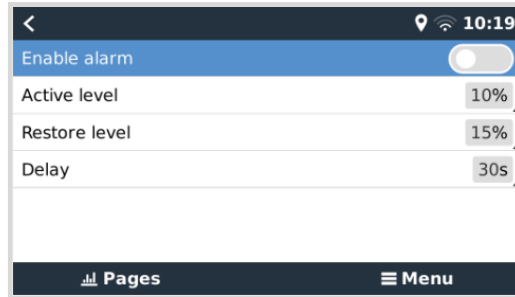 10:19
Enable alarm
Active level 10%
Restore level 15%
Delay 30s
Pages Menu